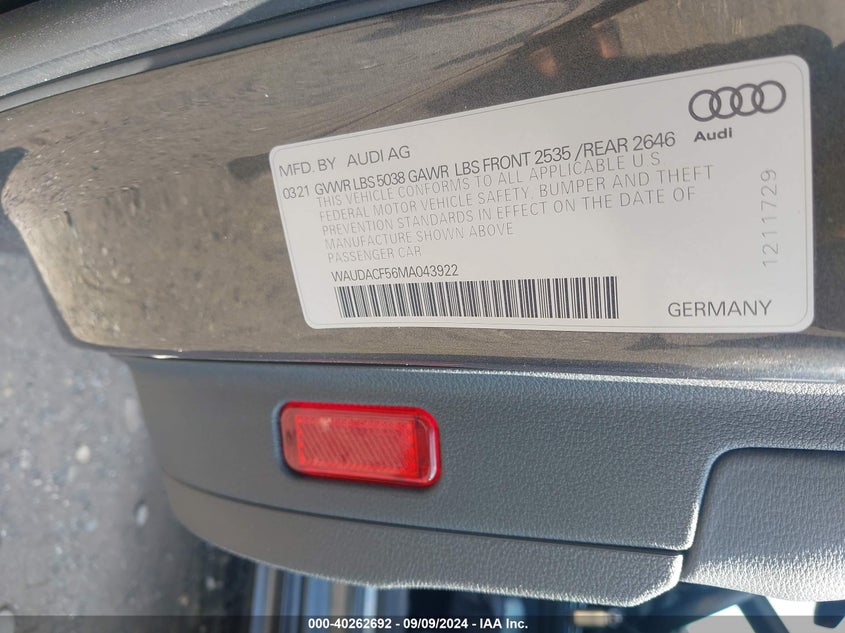 Audi
MFD. BY AUDI AG
0321 GVWR LBS 5038 GAWR LBS FRONT 2535 /REAR 2646
THIS VEHICLE CONFORMS TO ALL APPLICABLE U S
FEDERAL MOTOR VEHICLE SAFETY, BUMPER AND THEFT
PREVENTION STANDARDS IN EFFECT ON THE DATE OF
MANUFACTURE SHOWN ABOVE
PASSENGER CAR
WAUDACF56MA043922
GERMANY
12111729
000-40262692 - 09/09/2024 - IAA Inc.